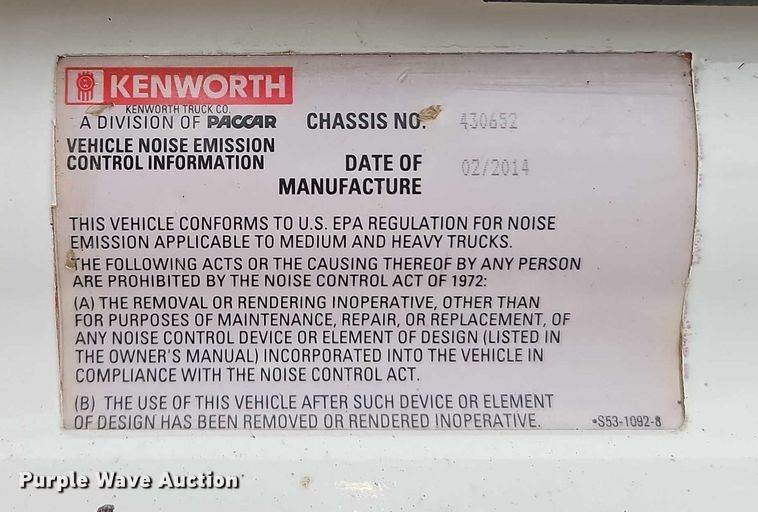 KENWORTH
KENWORTH TRUCK CO.
A DIVISION OF PACCAR
CHASSIS NO. 430652
VEHICLE NOISE EMISSION
CONTROL INFORMATION
DATE OF 02/2014
MANUFACTURE
THIS VEHICLE CONFORMS TO U.S. EPA REGULATION FOR NOISE
EMISSION APPLICABLE TO MEDIUM AND HEAVY TRUCKS.
THE FOLLOWING ACTS OR THE CAUSING THEREOF BY ANY PERSON
ARE PROHIBITED BY THE NOISE CONTROL ACT OF 1972:
(A) THE REMOVAL OR RENDERING INOPERATIVE, OTHER THAN
FOR PURPOSES OF MAINTENANCE, REPAIR, OR REPLACEMENT, OF
ANY NOISE CONTROL DEVICE OR ELEMENT OF DESIGN (LISTED IN
THE OWNER'S MANUAL) INCORPORATED INTO THE VEHICLE IN
COMPLIANCE WITH THE NOISE CONTROL ACT.
(B) THE USE OF THIS VEHICLE AFTER SUCH DEVICE OR ELEMENT
OF DESIGN HAS BEEN REMOVED OR RENDERED INOPERATIVE.
•S53-1092-8
Purple Wave Auction